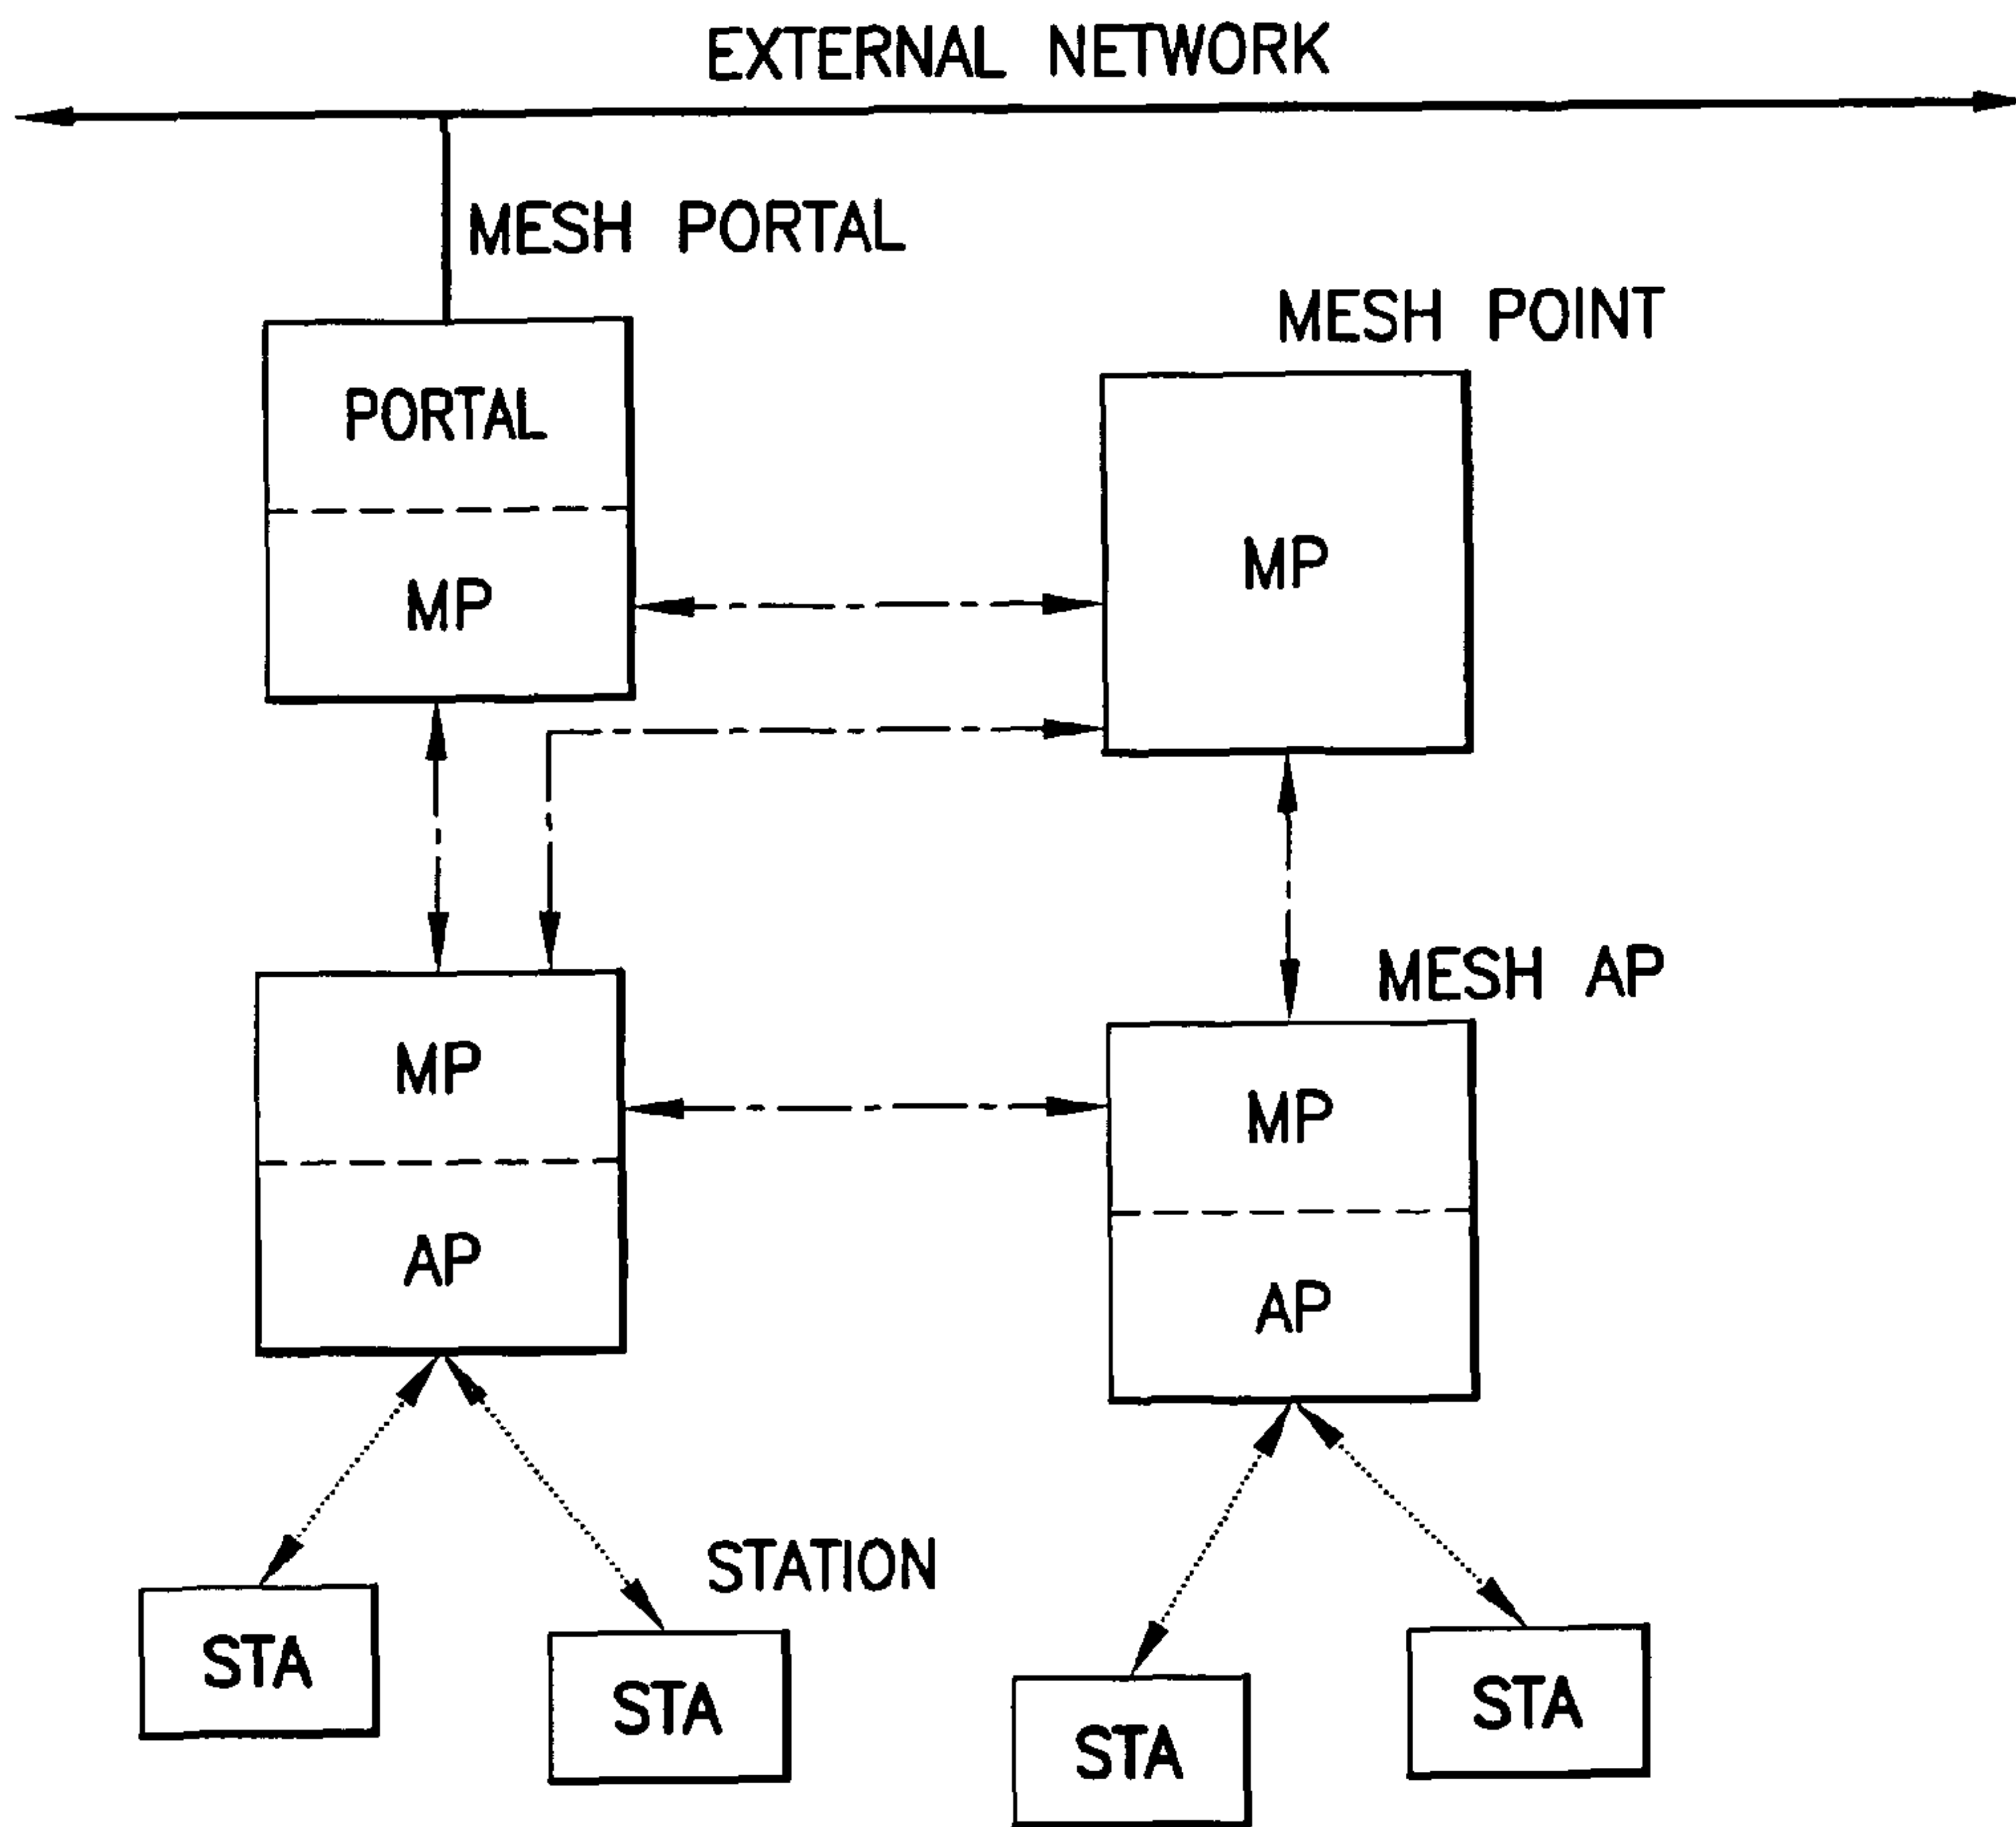 EXTERNAL NETWORK
MESH PORTAL
MESH POINT
PORTAL
MP
MP
MESH AP
MP
MP
AP
AP
STATION
STA
STA
STA
STA